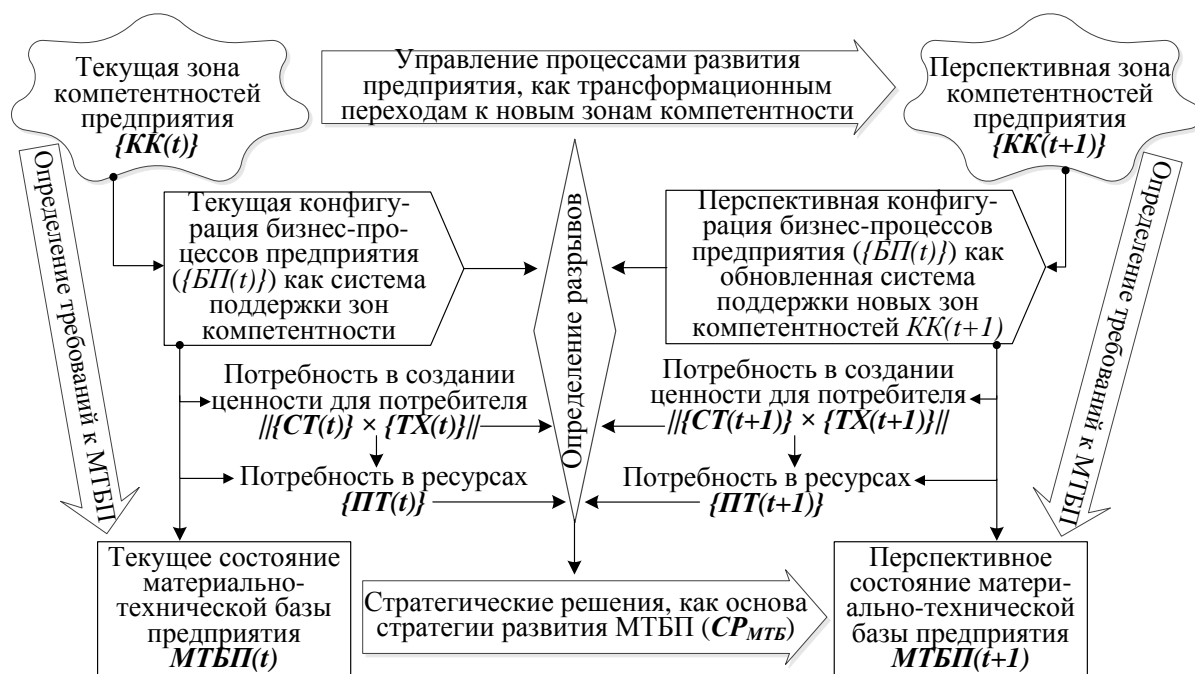 Текущая зона
компетентностей
предприятия
{КК(t)}
Управление процессами развития
предприятия, как трансформационным
переходам к новым зонам компетентности
Перспективная зона
компетентностей
предприятия
{КК(t+1)}
Определение требований к МТБП
Текущая конфигу-
рация бизнес-про-
цессов предприятия
({БП(t)}) как система
поддержки зон
компетентности
Определение разрывов
Перспективная конфигу-
рация бизнес-процессов
предприятия ({БП(t)}) как
обновленная система
поддержки новых зон
компетентностей КК(t+1)
Определение требований к МТБП
Потребность в создании
ценности для потребителя
||{СТ(t)} × {ТХ(t)}||
Потребность в ресурсах
{ПТ(t)}
Потребность в создании
ценности для потребителя
||{СТ(t+1)} × {ТХ(t+1)}||
Потребность в ресурсах
{ПТ(t+1)}
Текущее состояние
материально-
технической базы
предприятия
МТБП(t)
Стратегические решения, как основа
стратегии развития МТБП (СР_МТБ)
Перспективное
состояние матери-
ально-технической
базы предприятия
МТБП(t+1)